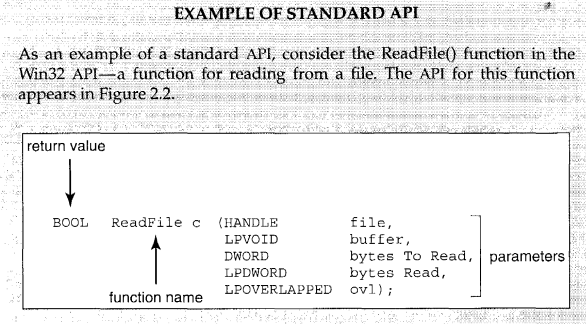 EXAMPLE OF STANDARD API
As an example of a standard API, consider the ReadFile() function in the
Win32 API—a function for reading from a file. The API for this function
appears in Figure 2.2.
return value
BOOL ReadFile c (HANDLE file,
LPVOID buffer,
DWORD bytes To Read,
LPDWORD bytes Read,
LPOVERLAPPED ovl);
parameters
function name